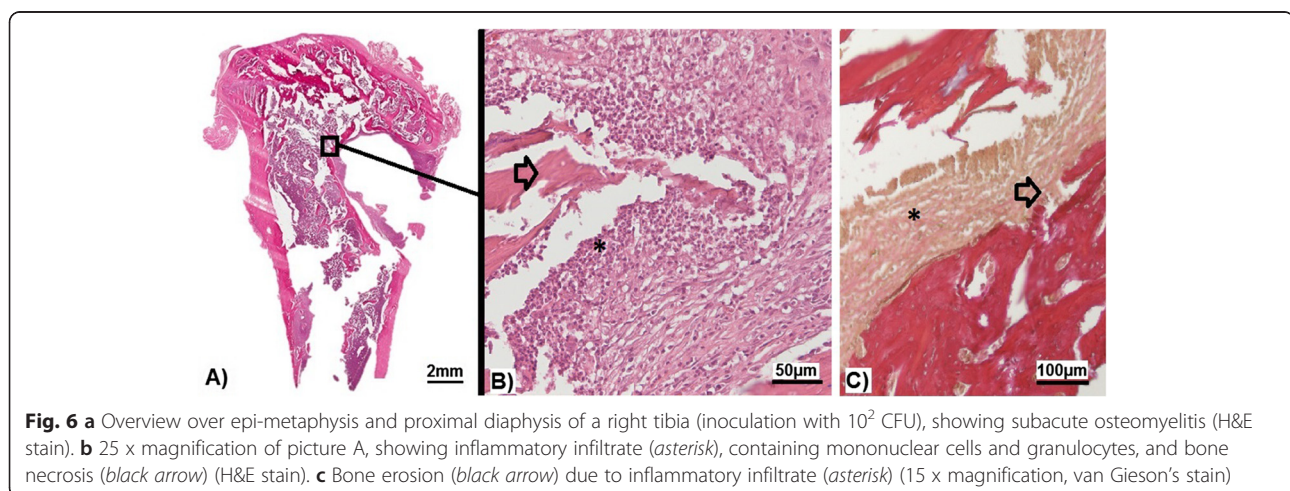 A)
2mm
*
B)
50µm
*
C)
100µm
Fig. 6 a Overview over epi-metaphysis and proximal diaphysis of a right tibia (inoculation with 10² CFU), showing subacute osteomyelitis (H&E
stain). b 25 x magnification of picture A, showing inflammatory infiltrate (asterisk), containing mononuclear cells and granulocytes, and bone
necrosis (black arrow) (H&E stain). c Bone erosion (black arrow) due to inflammatory infiltrate (asterisk) (15 x magnification, van Gieson's stain)